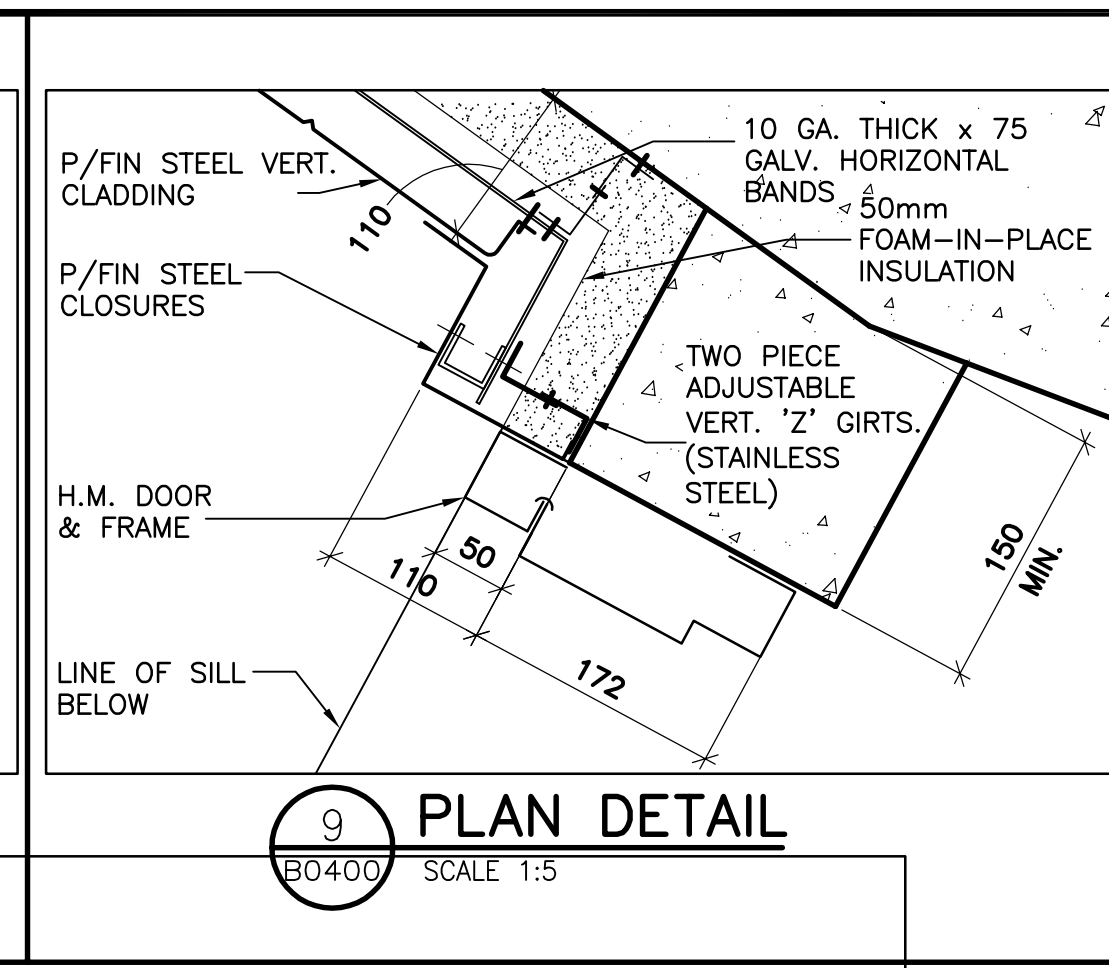 P/FIN STEEL VERT.
CLADDING
110
P/FIN STEEL
CLOSURES
10 GA. THICK x 75
GALV. HORIZONTAL
BANDS
50mm
FOAM-IN-PLACE
INSULATION
TWO PIECE
ADJUSTABLE
VERT. 'Z' GIRTS.
(STAINLESS
STEEL)
H.M. DOOR
& FRAME
50
110
172
150
MIN.
LINE OF SILL
BELOW
9
B0400
PLAN DETAIL
SCALE 1:5